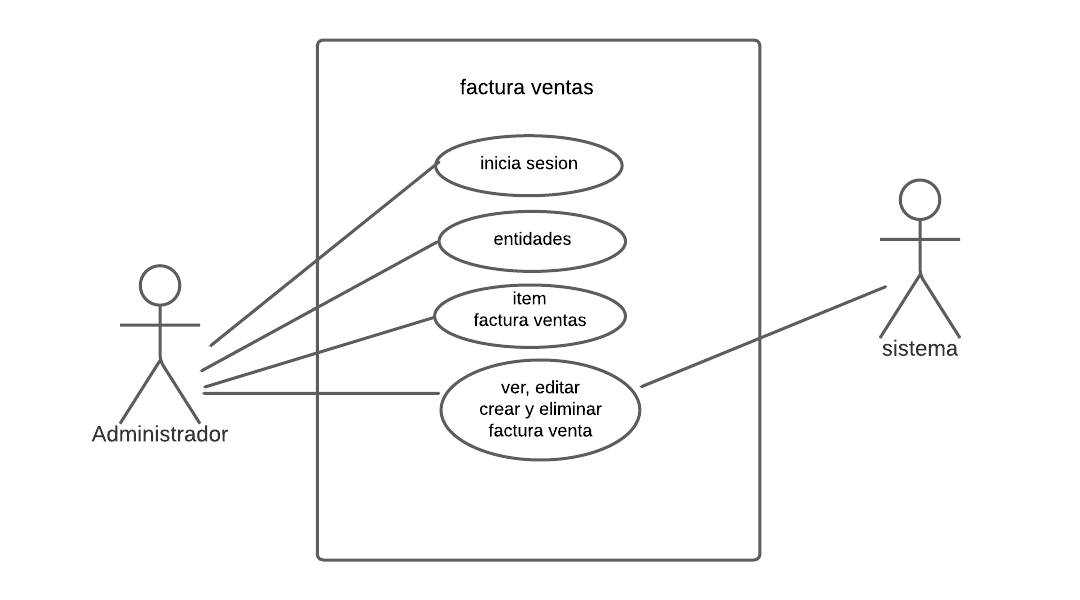 factura ventas
inicia sesion
entidades
item
factura ventas
ver, editar
crear y eliminar
factura venta
Administrador
sistema